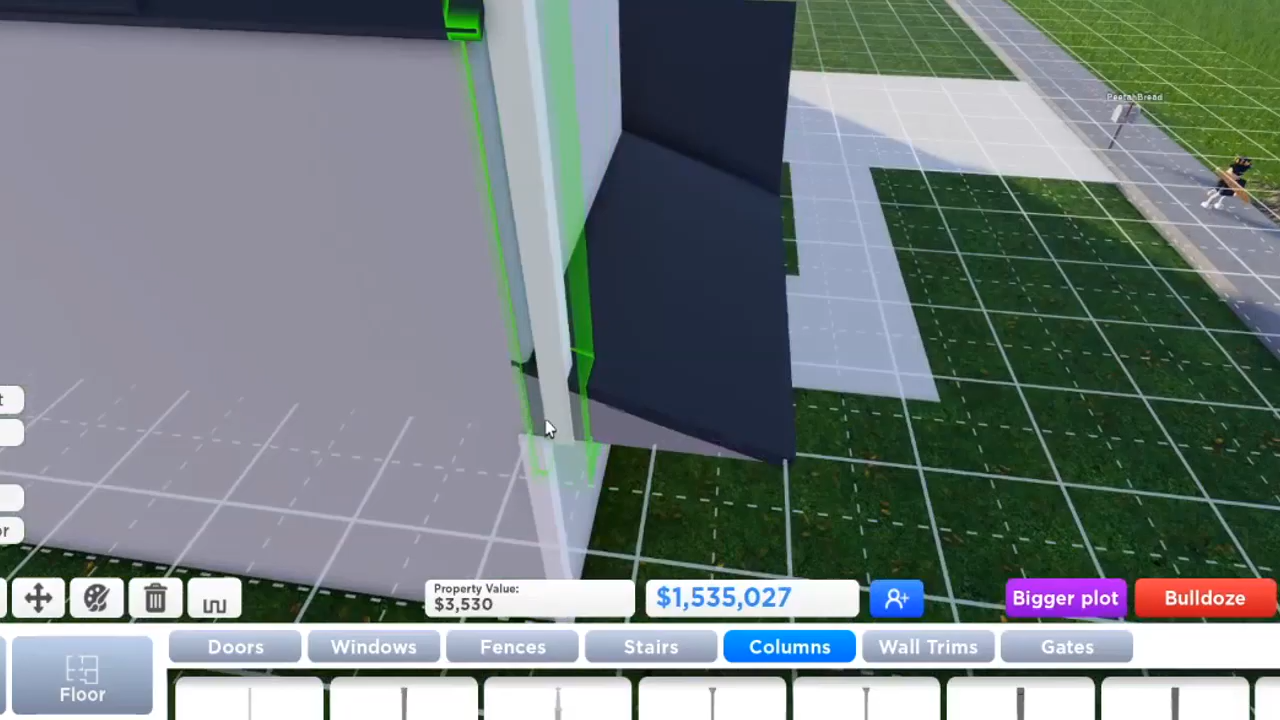 PeetahBread
Property Value:
$3,530
$1,535,027
Bigger plot
Bulldoze
Floor
Doors
Windows
Fences
Stairs
Columns
Wall Trims
Gates